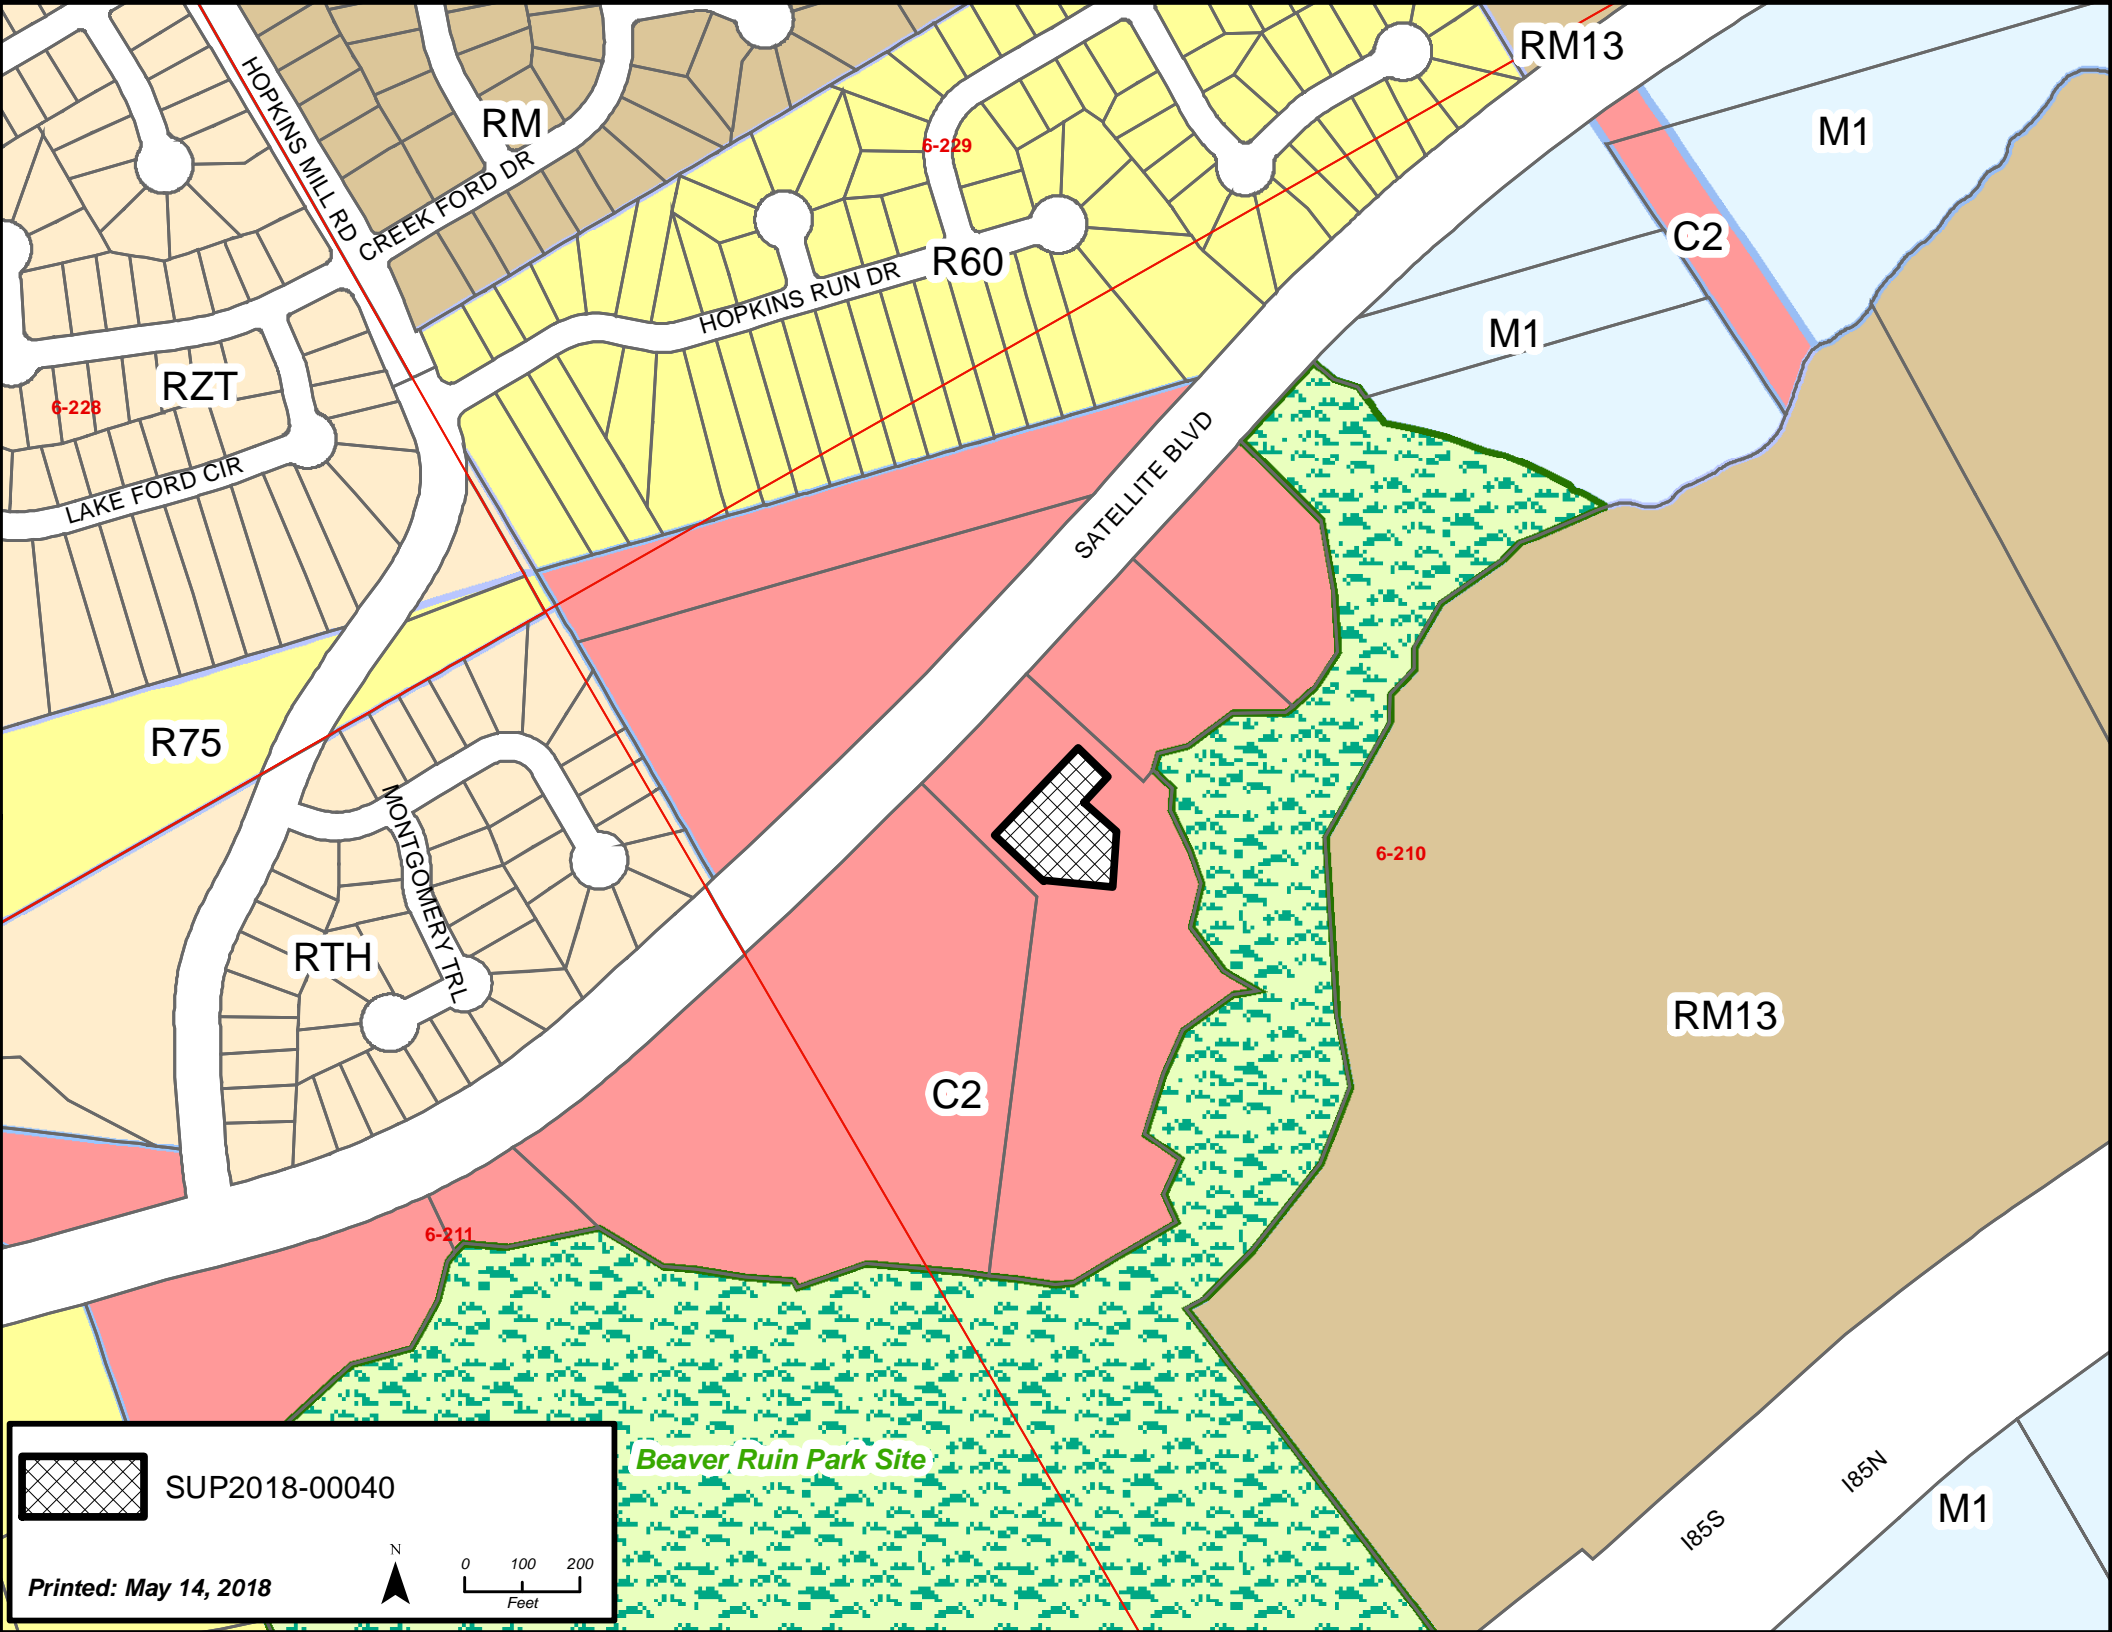 RM13
HOPKINS MILL RD
RM
M1
6-229
CREEK FORD DR
C2
R60
HOPKINS RUN DR
M1
RZT
6-228
LAKE FORD CIR
SATELLITE BLVD
R75
MONTGOMERY TRL
6-210
RTH
RM13
C2
6-211
Beaver Ruin Park Site
I85N
I85S
M1
SUP2018-00040
N
0 100 200
Feet
Printed: May 14, 2018